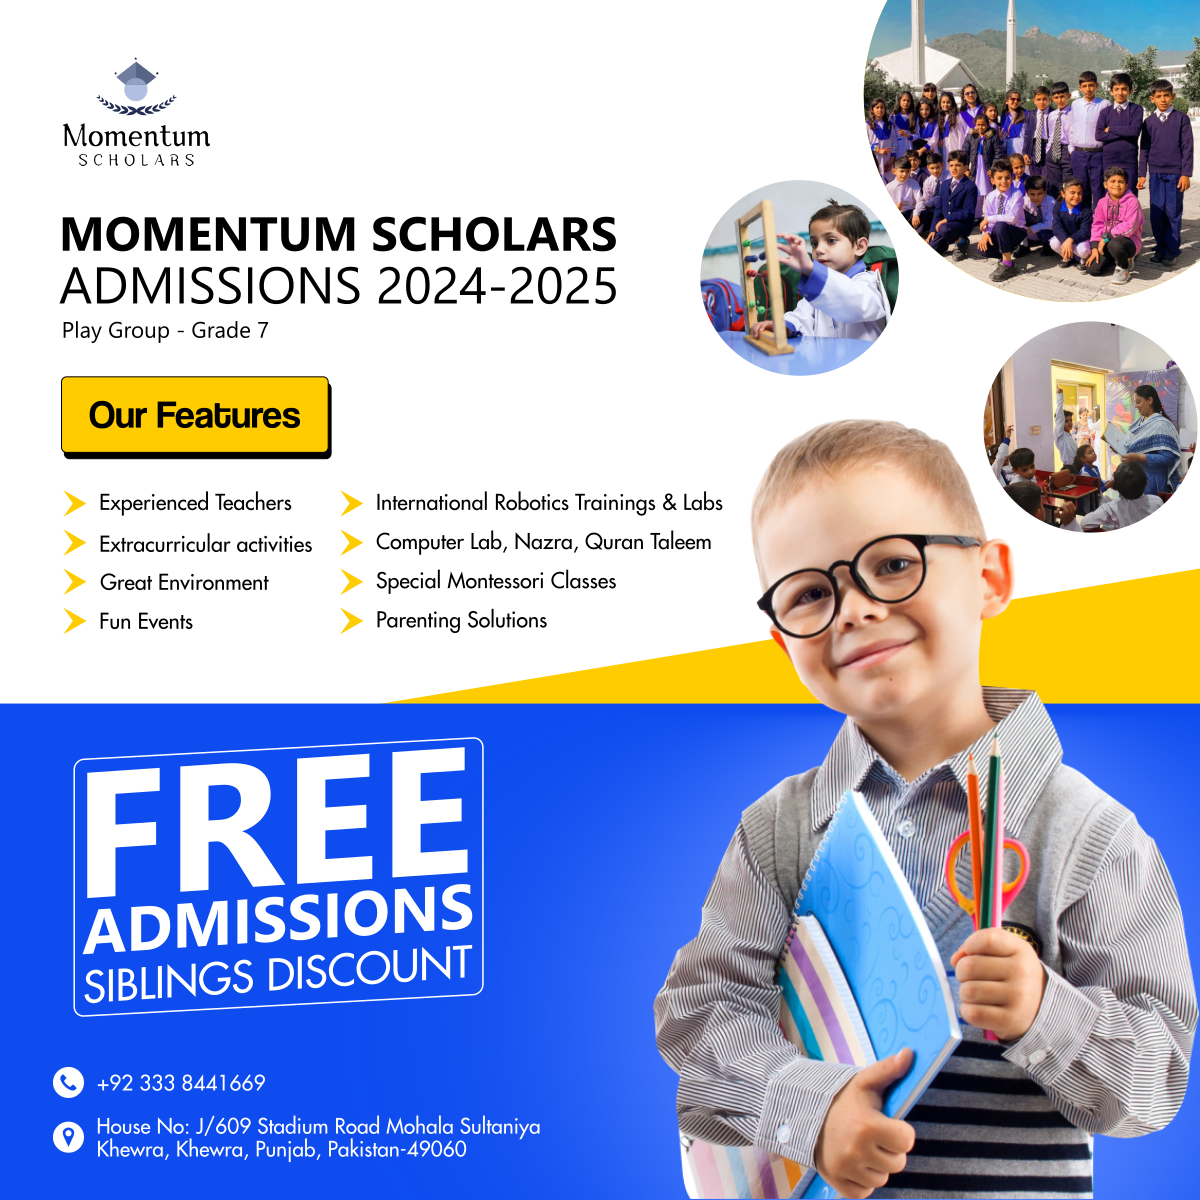 Momentum
SCHOLARS
MOMENTUM SCHOLARS
ADMISSIONS 2024-2025
Play Group - Grade 7
Our Features
Experienced Teachers
Extracurricular activities
Great Environment
Fun Events
International Robotics Trainings & Labs
Computer Lab, Nazra, Quran Taleem
Special Montessori Classes
Parenting Solutions
FREE
ADMISSIONS
SIBLINGS DISCOUNT
+92 333 8441669
House No: J/609 Stadium Road Mohala Sultaniya
Khewra, Khewra, Punjab, Pakistan-49060